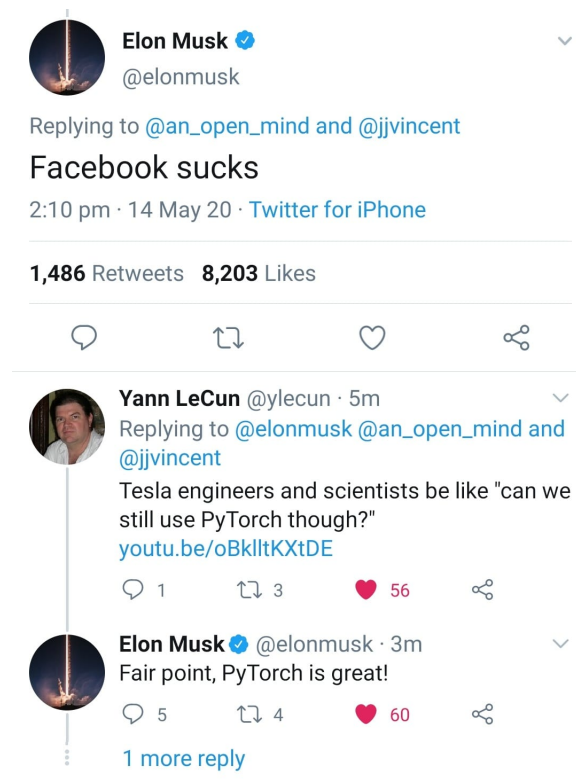 Elon Musk
@elonmusk
Replying to @an_open_mind and @jjvincent
Facebook sucks
2:10 pm · 14 May 20 · Twitter for iPhone
1,486 Retweets 8,203 Likes
Yann LeCun @ylecun · 5m
Replying to @elonmusk @an_open_mind and
@jjvincent
Tesla engineers and scientists be like "can we
still use PyTorch though?"
youtu.be/oBklltKXtDE
1 3 56
Elon Musk @elonmusk · 3m
Fair point, PyTorch is great!
5 4 60
1 more reply